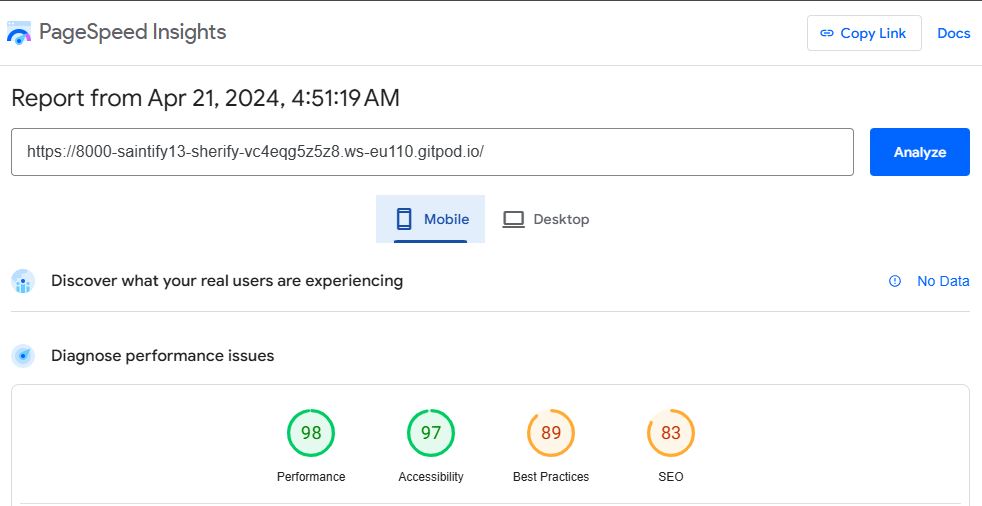 PageSpeed Insights
Copy Link Docs
Report from Apr 21, 2024, 4:51:19 AM
https://8000-saintify13-sherify-vc4eqg5z5z8.ws-eu110.gitpod.io/
Analyze
Mobile Desktop
Discover what your real users are experiencing No Data
Diagnose performance issues
98 97 89 83
Performance Accessibility Best Practices SEO